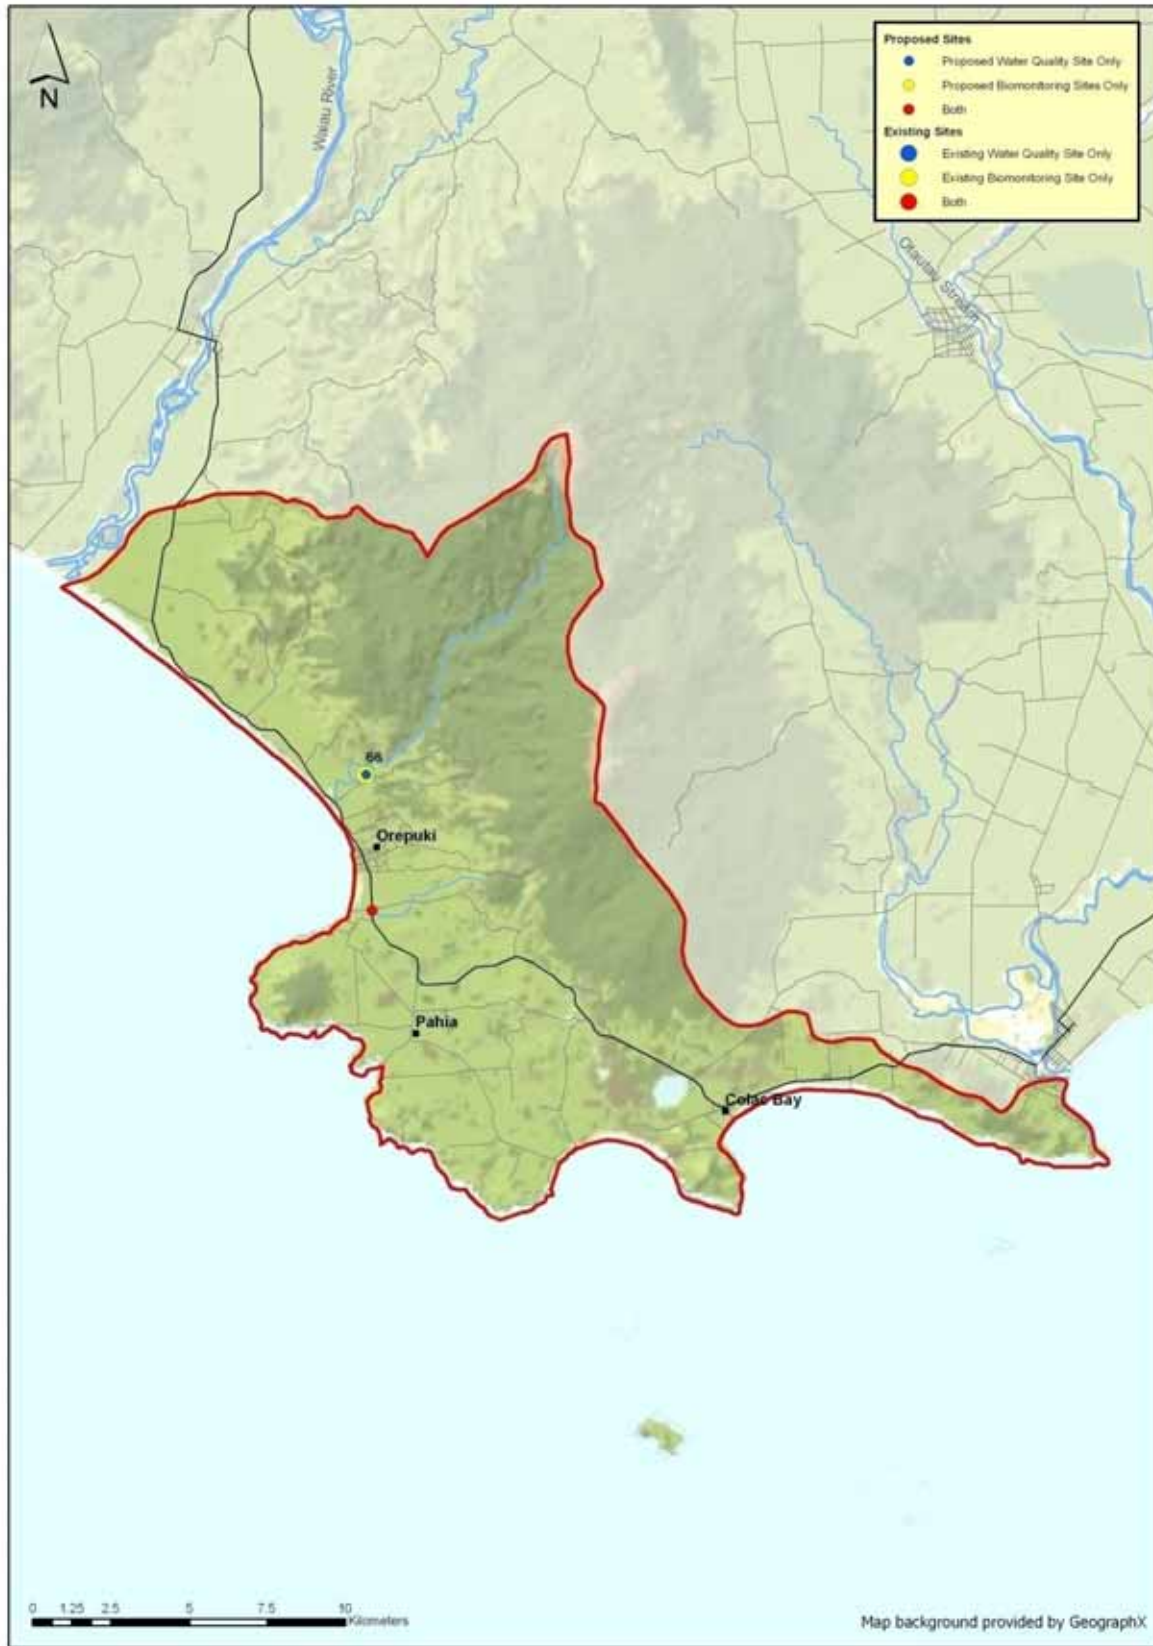 N
Waiau River
Proposed Sites
Proposed Water Quality Site Only
Proposed Biomonitoring Sites Only
Both
Existing Sites
Existing Water Quality Site Only
Existing Biomonitoring Site Only
Both
Otautau Stream
66
Orepuki
Pahia
Colac Bay
0 1.25 2.5 5 7.5 10
Kilometers
Map background provided by GeographX